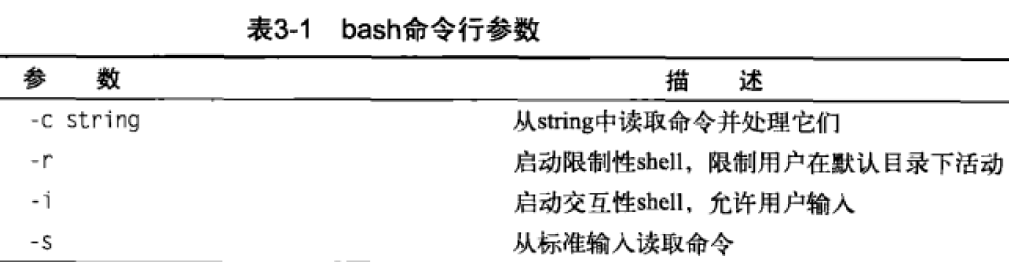 表3-1 bash命令行参数
参 数 描 述
-c string 从string中读取命令并处理它们
-r 启动限制性shell，限制用户在默认目录下活动
-i 启动交互性shell，允许用户输入
-s 从标准输入读取命令